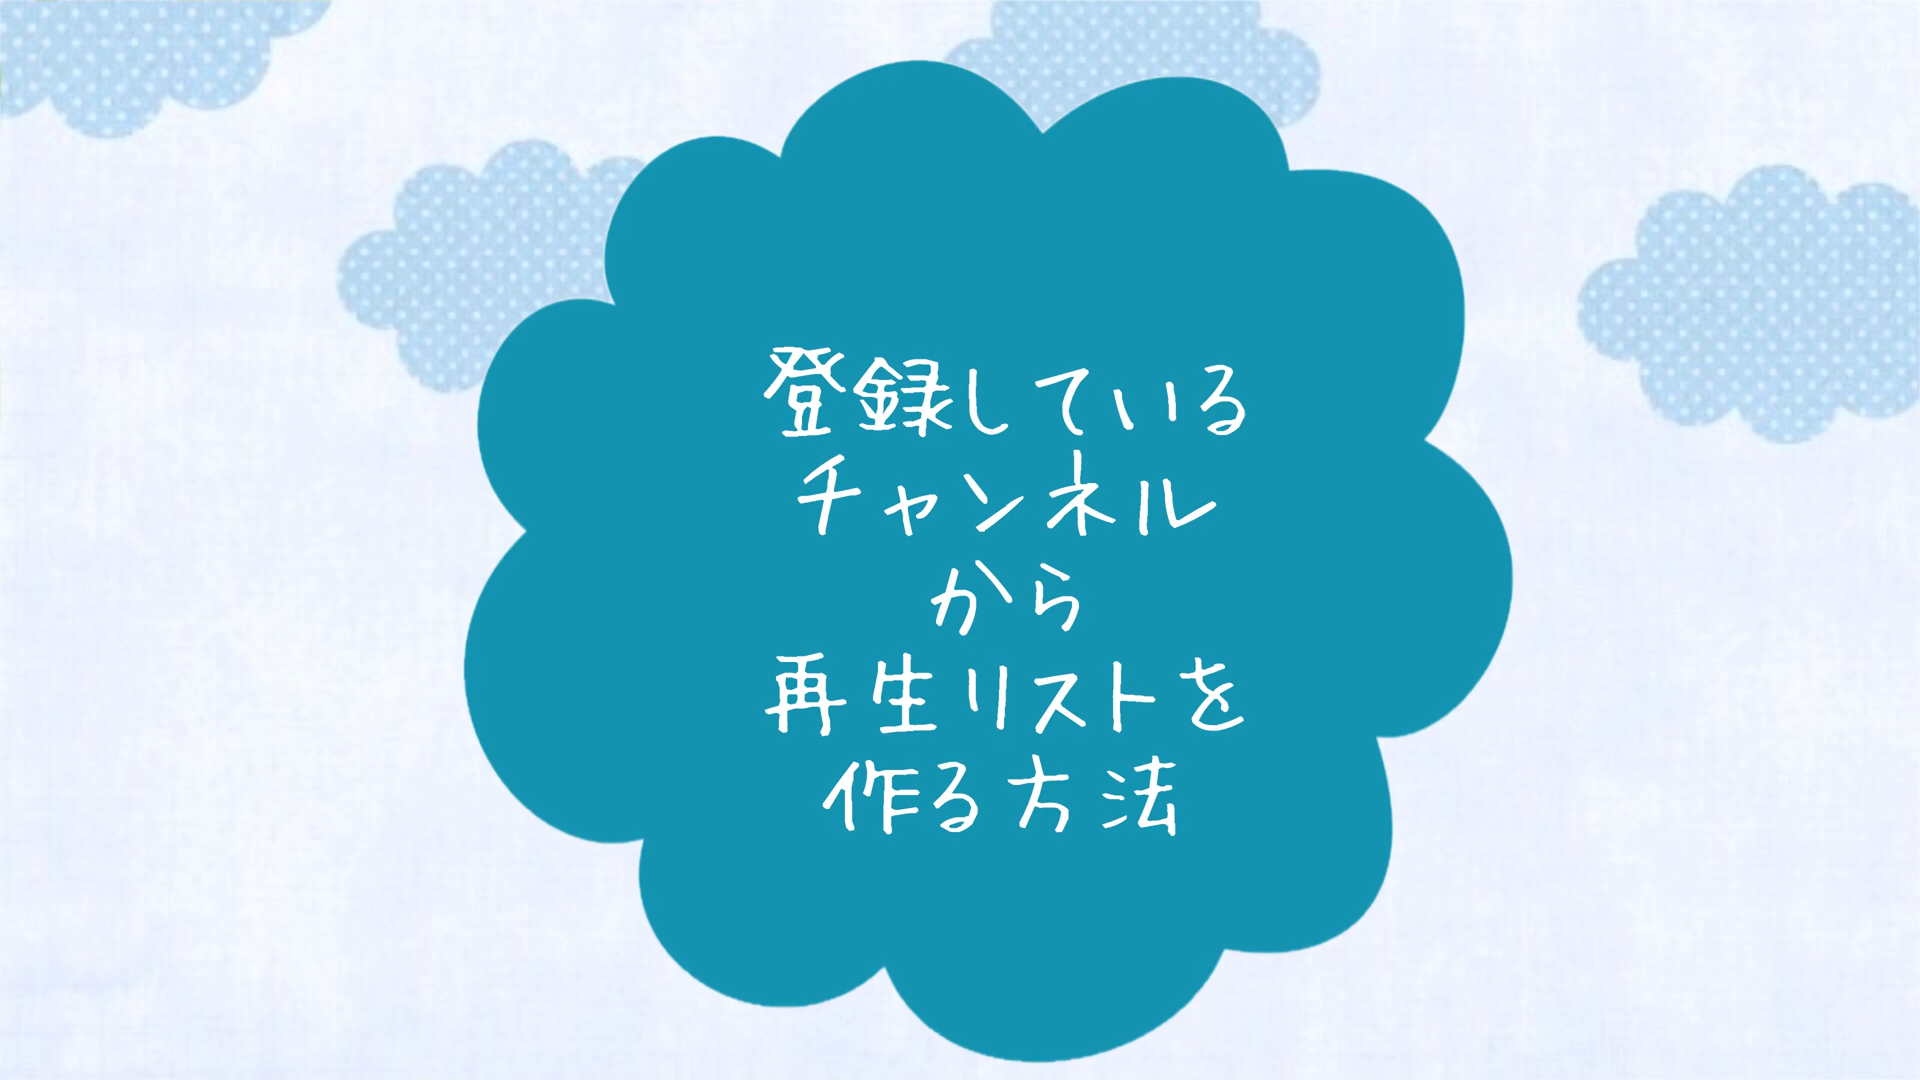 登録している
チャンネル
から
再生リストを
作る方法